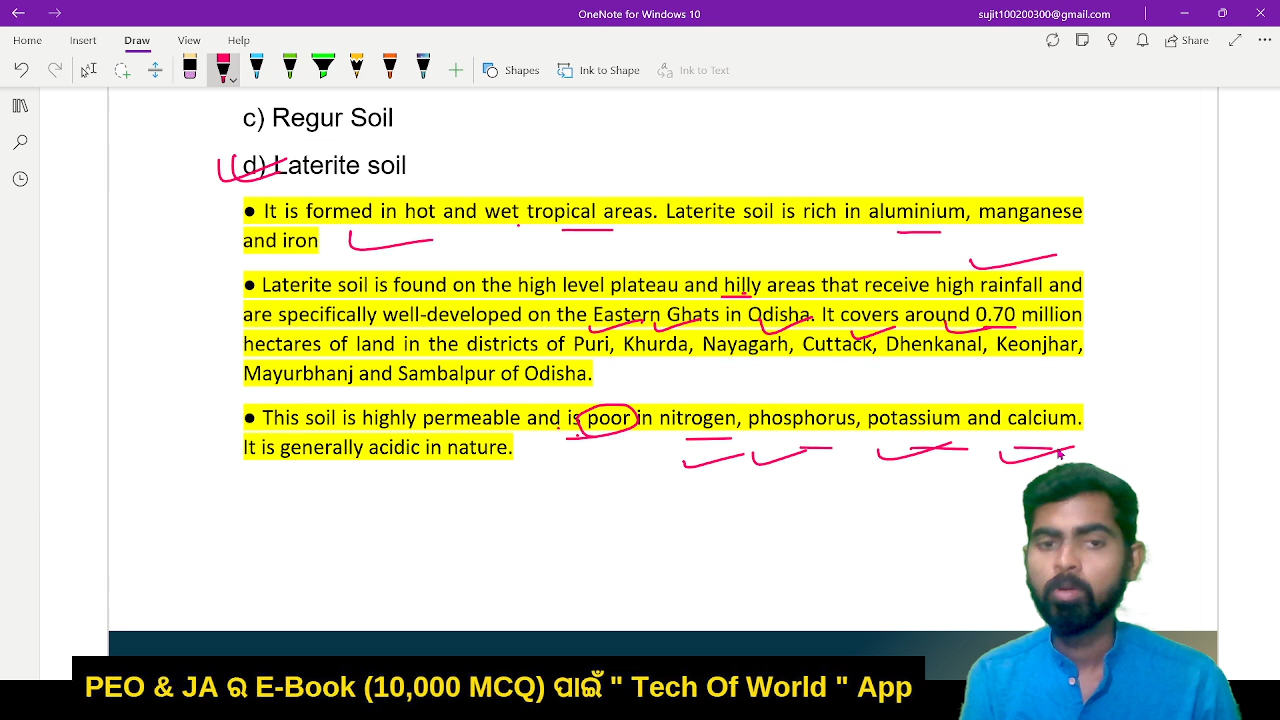 OneNote for Windows 10
sujit100200300@gmail.com
Home Insert Draw View Help
Share
Shapes Ink to Shape Ink to Text
c) Regur Soil
d) Laterite soil
● It is formed in hot and wet tropical areas. Laterite soil is rich in aluminium, manganese
and iron
● Laterite soil is found on the high level plateau and hilly areas that receive high rainfall and
are specifically well-developed on the Eastern Ghats in Odisha. It covers around 0.70 million
hectares of land in the districts of Puri, Khurda, Nayagarh, Cuttack, Dhenkanal, Keonjhar,
Mayurbhanj and Sambalpur of Odisha.
● This soil is highly permeable and is poor in nitrogen, phosphorus, potassium and calcium.
It is generally acidic in nature.
PEO & JA ର E-Book (10,000 MCQ) ପାଇଁ " Tech Of World " App